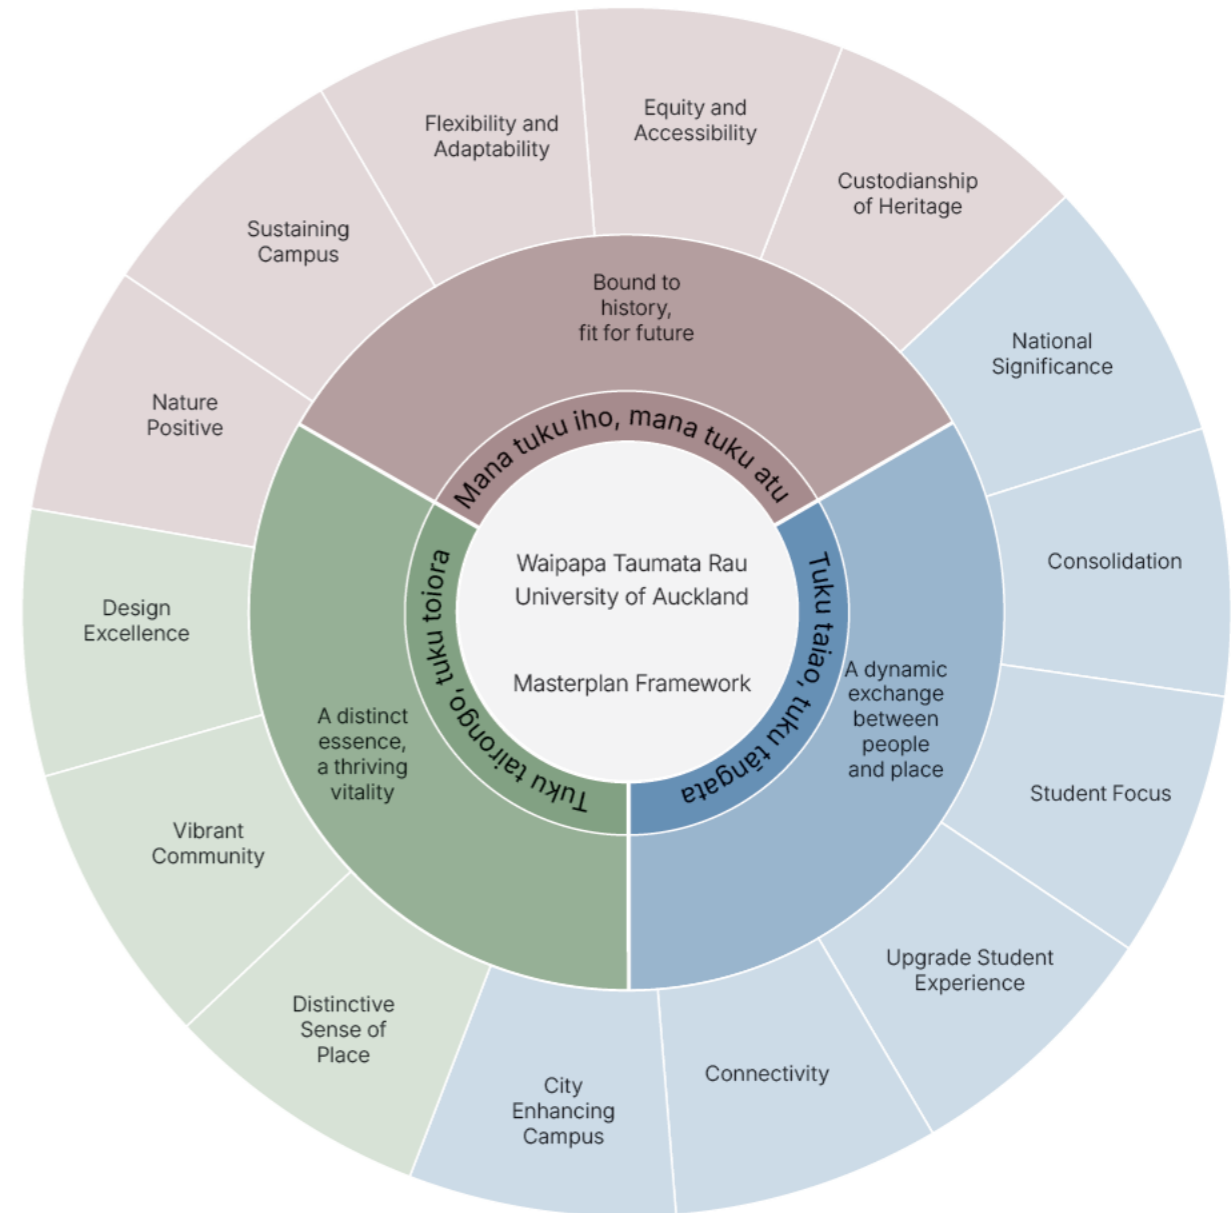 Waipapa Taumata Rau
University of Auckland
Masterplan Framework
Mana tuku iho, mana tuku atu
Bound to
history,
fit for future
Tuku taiao, tuku tāngata
A dynamic
exchange
between
people
and place
Tuku tairongo, tuku toiora
A distinct
essence,
a thriving
vitality
Nature
Positive
Sustaining
Campus
Flexibility and
Adaptability
Equity and
Accessibility
Custodianship
of Heritage
National
Significance
Consolidation
Student Focus
Upgrade Student
Experience
Connectivity
City
Enhancing
Campus
Distinctive
Sense of
Place
Vibrant
Community
Design
Excellence